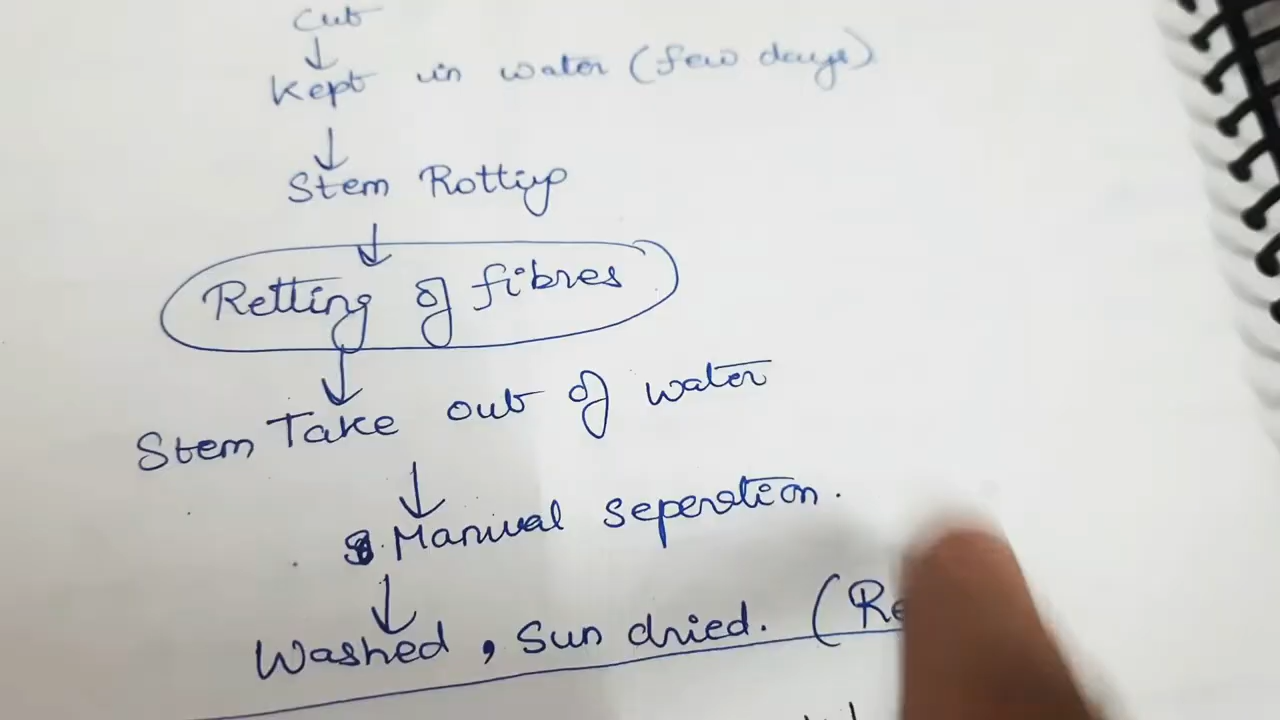 Cut
↓
Kept in water (few days)
↓
Stem Rotting
↓
Retting of fibres
↓
Stem Take out of water
↓
Manual seperation.
↓
Washed, Sun dried. (Re